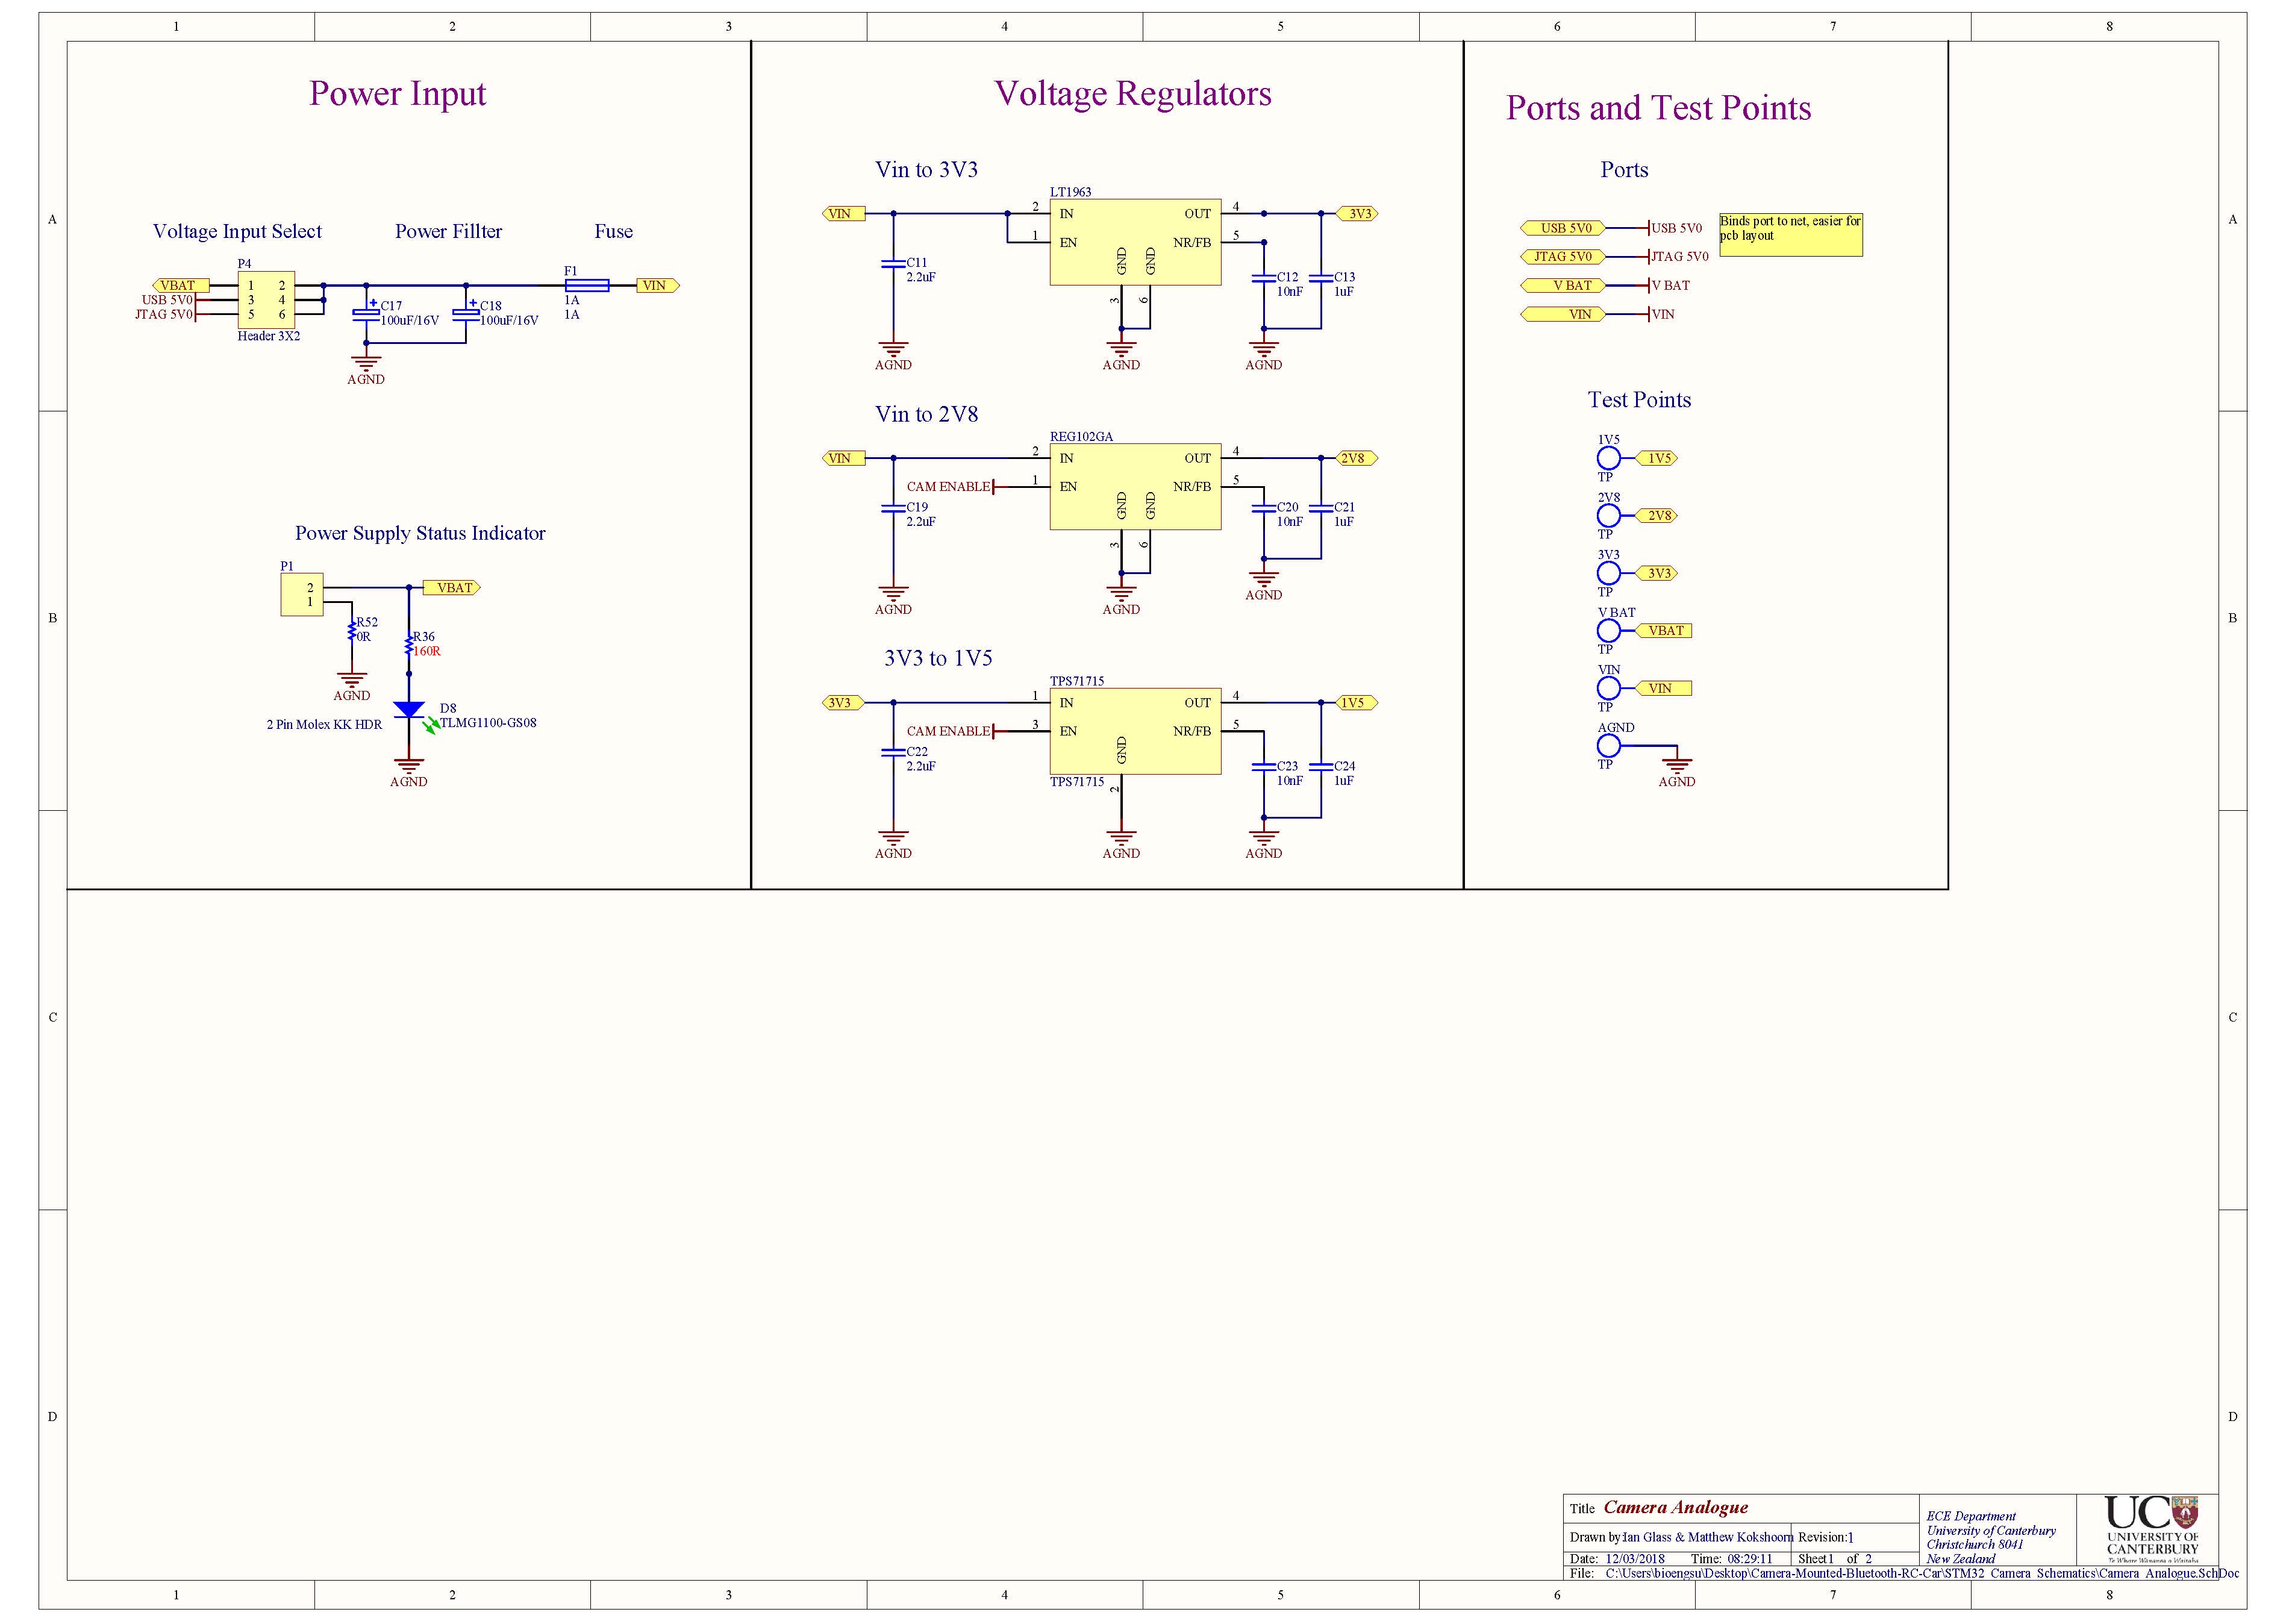 1 2 3 4 5 6 7 8
Power Input
Voltage Regulators
Ports and Test Points
A
A
B
B
C
C
D
D
Voltage Input Select
Power Fillter
Fuse
P4
VBAT
USB 5V0
JTAG 5V0
1 2
3 4
5 6
Header 3X2
C17
100uF/16V
C18
100uF/16V
AGND
F1
1A
1A
VIN
Power Supply Status Indicator
P1
2
1
VBAT
R52
0R
AGND
R36
160R
2 Pin Molex KK HDR
D8
TLMG1100-GS08
AGND
Vin to 3V3
VIN
C11
2.2uF
AGND
LT1963
2 IN
1 EN
OUT 4
NR/FB 5
GND GND
3 6
AGND
C12
10nF
C13
1uF
3V3
AGND
Vin to 2V8
VIN
CAM ENABLE
C19
2.2uF
AGND
REG102GA
2 IN
1 EN
OUT 4
NR/FB 5
GND GND
3 6
AGND
C20
10nF
C21
1uF
2V8
AGND
3V3 to 1V5
3V3
CAM ENABLE
C22
2.2uF
AGND
TPS71715
1 IN
3 EN
OUT 4
NR/FB 5
GND
TPS71715
2
AGND
C23
10nF
C24
1uF
1V5
AGND
Ports
USB 5V0 USB 5V0
JTAG 5V0 JTAG 5V0
V BAT V BAT
VIN VIN
Binds port to net, easier for
pcb layout
Test Points
1V5
1V5
TP
2V8
2V8
TP
3V3
3V3
TP
V BAT
VBAT
TP
VIN
VIN
TP
AGND
TP
AGND
Title Camera Analogue
Drawn by: Ian Glass & Matthew Kokshoorn Revision: 1
Date: 12/03/2018 Time: 08:29:11 Sheet 1 of 2
File: C:\Users\bioengsu\Desktop\Camera-Mounted-Bluetooth-RC-Car\STM32 Camera Schematics\Camera Analogue.SchDoc
ECE Department
University of Canterbury
Christchurch 8041
New Zealand
UC
UNIVERSITY OF
CANTERBURY
Te Whare Wānanga o Waitaha
1 2 3 4 5 6 7 8